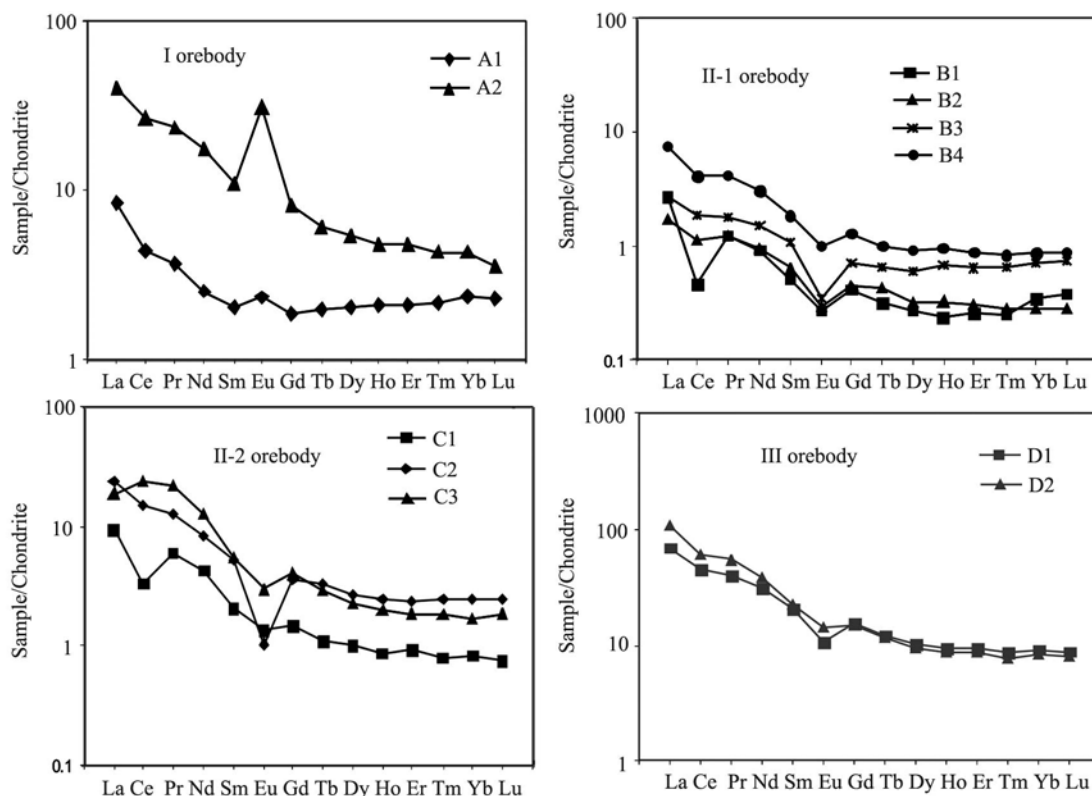 100
10
1
Sample/Chondrite
I orebody
A1
A2
La Ce Pr Nd Sm Eu Gd Tb Dy Ho Er Tm Yb Lu
100
10
1
0.1
Sample/Chondrite
II-1 orebody
B1
B2
B3
B4
La Ce Pr Nd Sm Eu Gd Tb Dy Ho Er Tm Yb Lu
100
10
1
0.1
Sample/Chondrite
II-2 orebody
C1
C2
C3
La Ce Pr Nd Sm Eu Gd Tb Dy Ho Er Tm Yb Lu
1000
100
10
1
Sample/Chondrite
III orebody
D1
D2
La Ce Pr Nd Sm Eu Gd Tb Dy Ho Er Tm Yb Lu